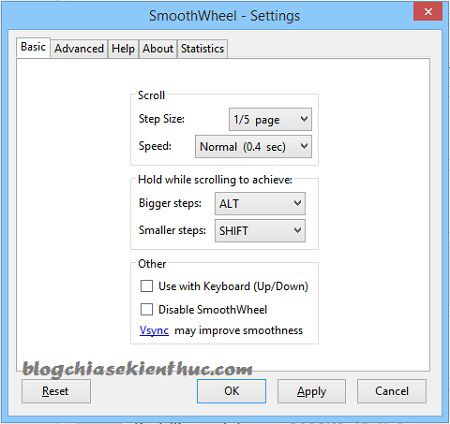 SmoothWheel - Settings
Basic Advanced Help About Statistics
Scroll
Step Size: 1/5 page
Speed: Normal (0.4 sec)
Hold while scrolling to achieve:
Bigger steps: ALT
Smaller steps: SHIFT
Other
Use with Keyboard (Up/Down)
Disable SmoothWheel
Vsync may improve smoothness
blogchiasekienthuc.com
Reset OK Apply Cancel